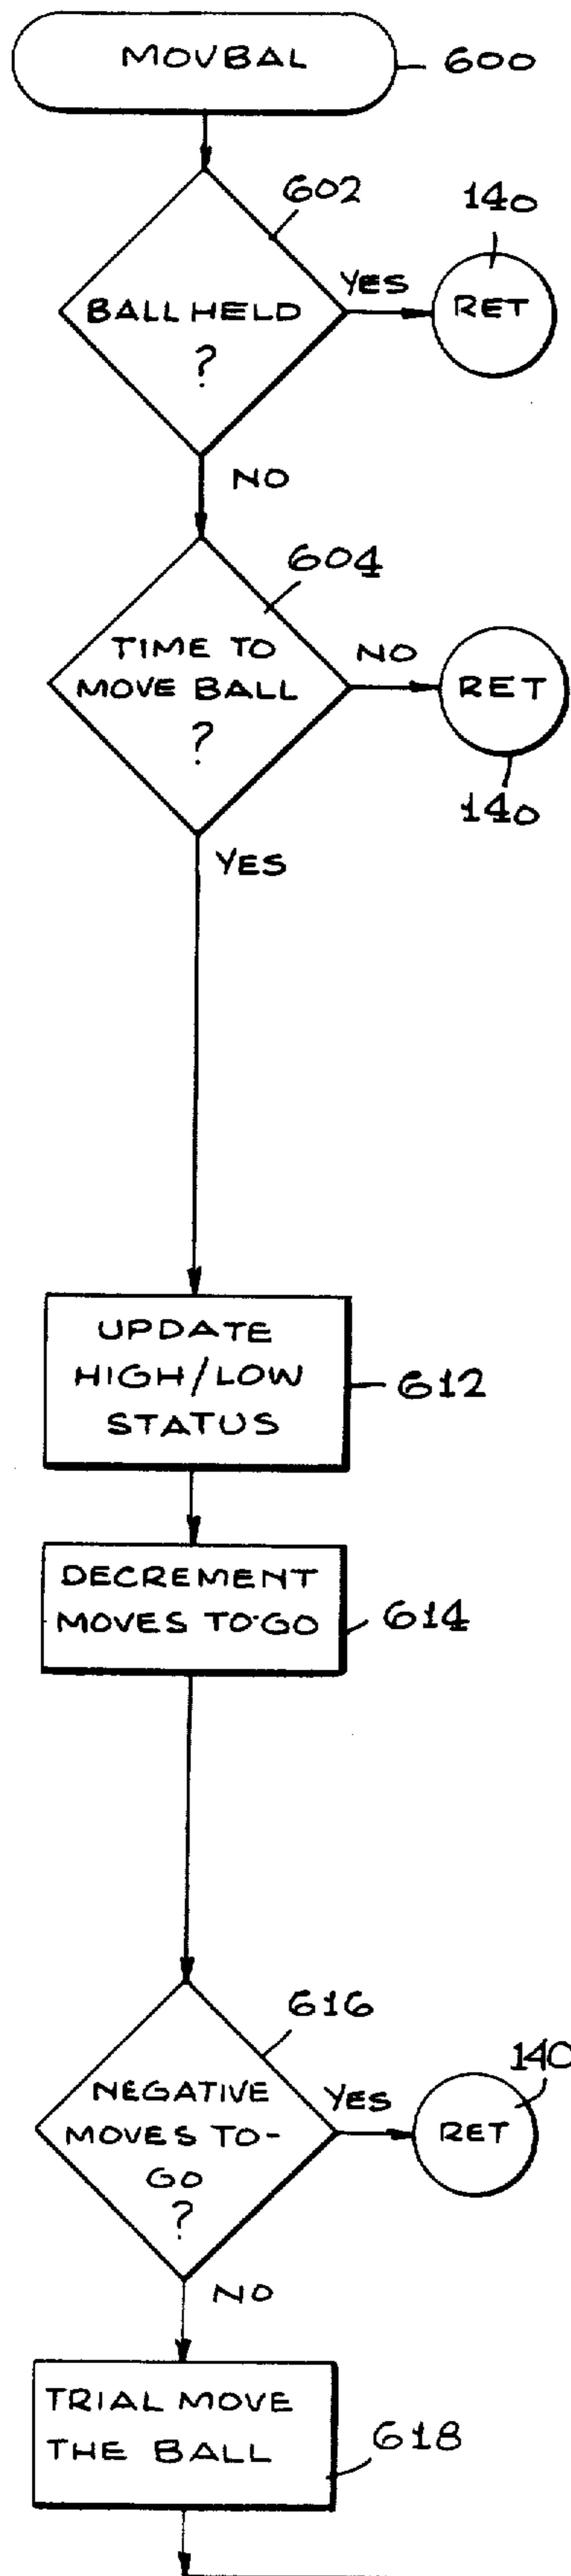 MOVBAL
600
602
140
BALL HELD
?
YES
RET
NO
604
TIME TO
MOVE BALL
?
NO
RET
140
YES
UPDATE
HIGH/LOW
STATUS
612
DECREMENT
MOVES TO-GO
614
616
140
NEGATIVE
MOVES TO-
GO
?
YES
RET
NO
TRIAL MOVE
THE BALL
618